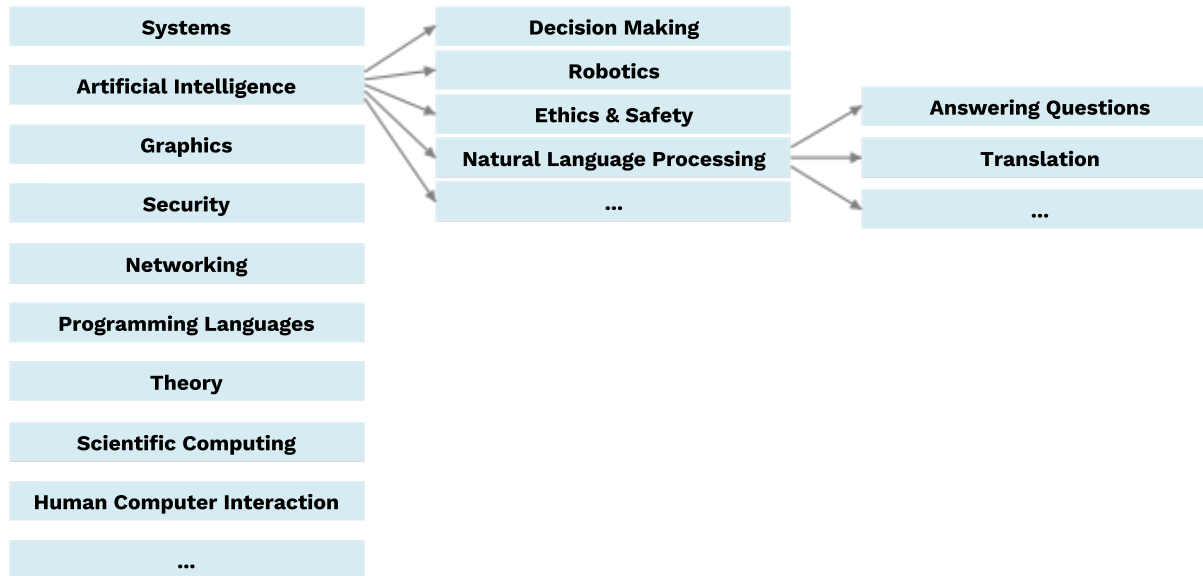 Systems
Artificial Intelligence
Graphics
Security
Networking
Programming Languages
Theory
Scientific Computing
Human Computer Interaction
...
Decision Making
Robotics
Ethics & Safety
Natural Language Processing
...
Answering Questions
Translation
...